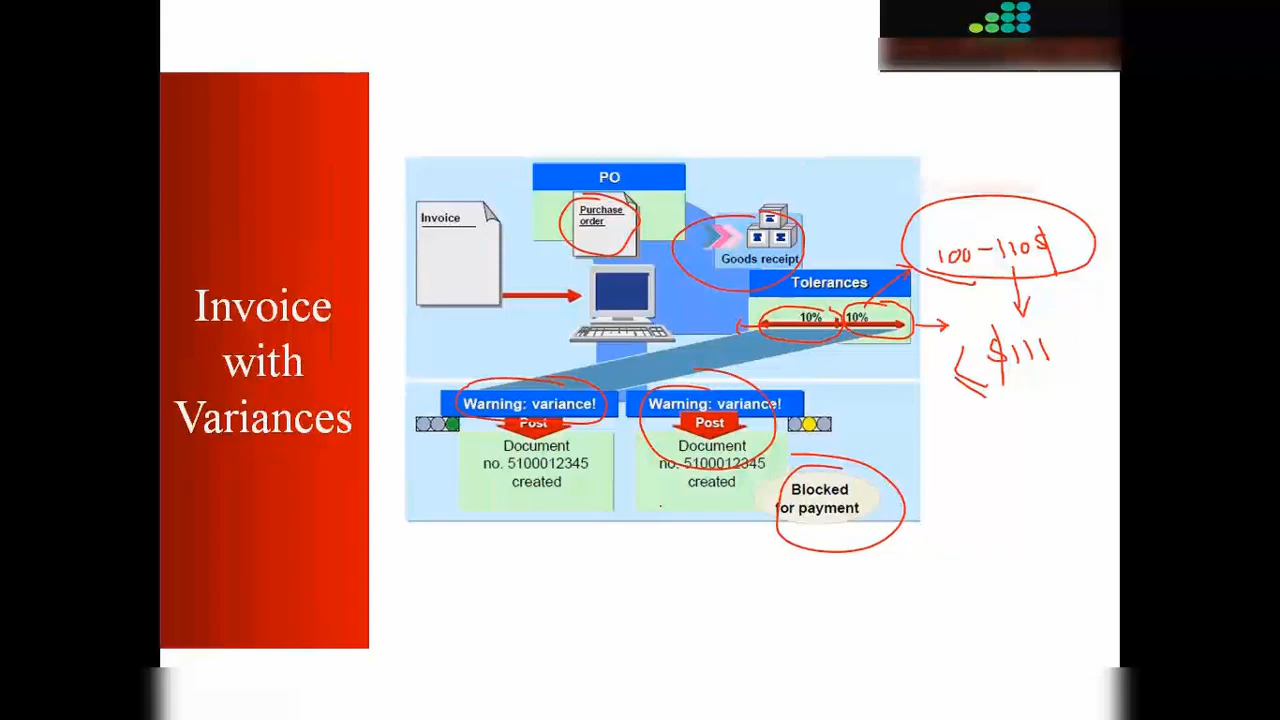 Invoice
with
Variances
PO
Invoice
Purchase
order
Goods receipt
Tolerances
10% 10%
100-110$
$111
Warning: variance! Warning: variance!
Post Post
Document
no. 5100012345
created
Document
no. 5100012345
created
Blocked
for payment